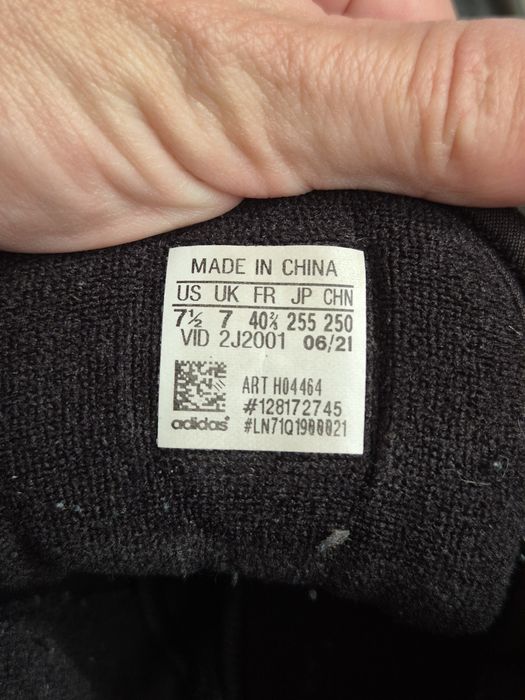 MADE IN CHINA
US UK FR JP CHN
7½ 7 40⅔ 255 250
VID 2J2001 06/21
ART H04464
#128172745
adidas® #LN71Q1900021